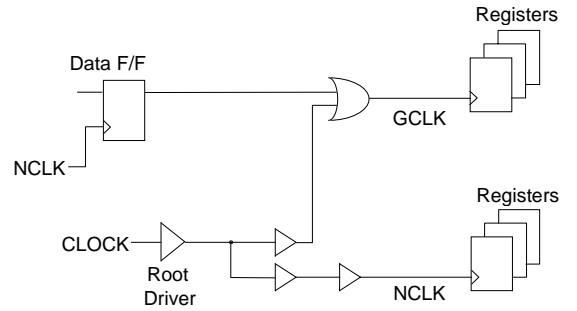 Registers
Data F/F
GCLK
NCLK
Registers
CLOCK
Root
Driver
NCLK